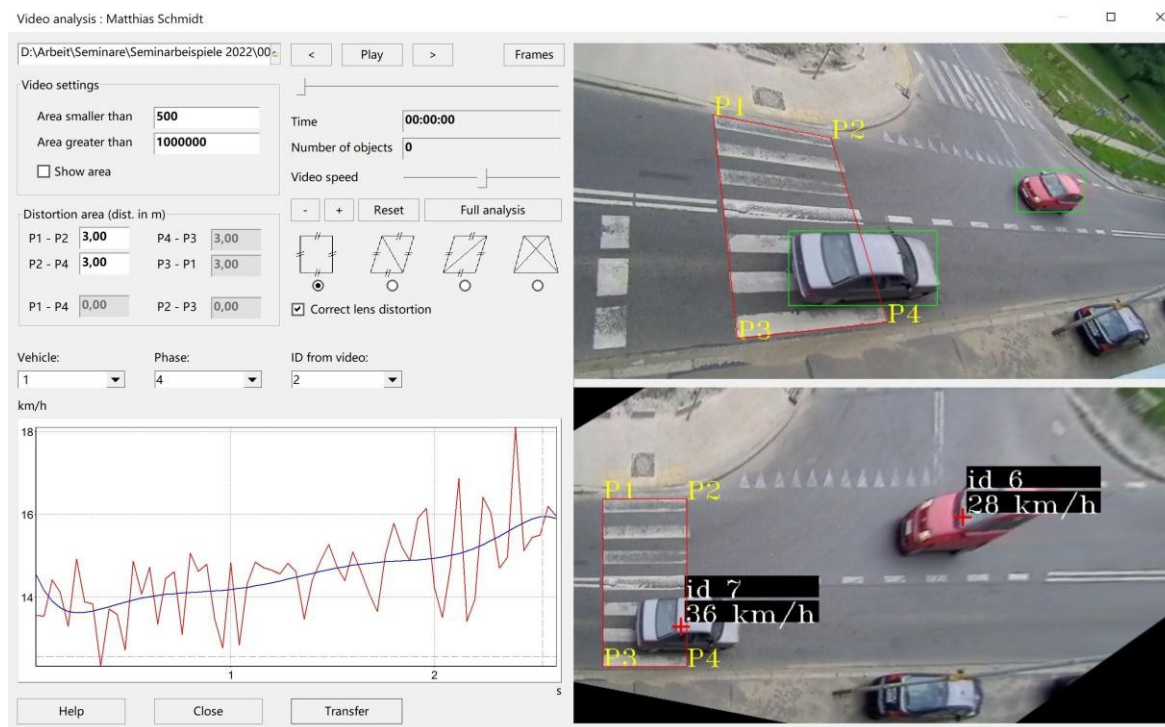 Video analysis : Matthias Schmidt
D:\Arbeit\Seminare\Seminarbeispiele 2022\00
< Play > Frames
Video settings
Area smaller than 500
Area greater than 1000000
Show area
Time 00:00:00
Number of objects 0
Video speed
- + Reset Full analysis
Distortion area (dist. in m)
P1 - P2 3,00 P4 - P3 3,00
P2 - P4 3,00 P3 - P1 3,00
P1 - P4 0,00 P2 - P3 0,00
Correct lens distortion
Vehicle: Phase: ID from video:
1 4 2
km/h
18
16
14
1 2
s
Help Close Transfer
P1
P2
P3
P4
P1 P2
id 6
28 km/h
id 7
36 km/h
P3 P4